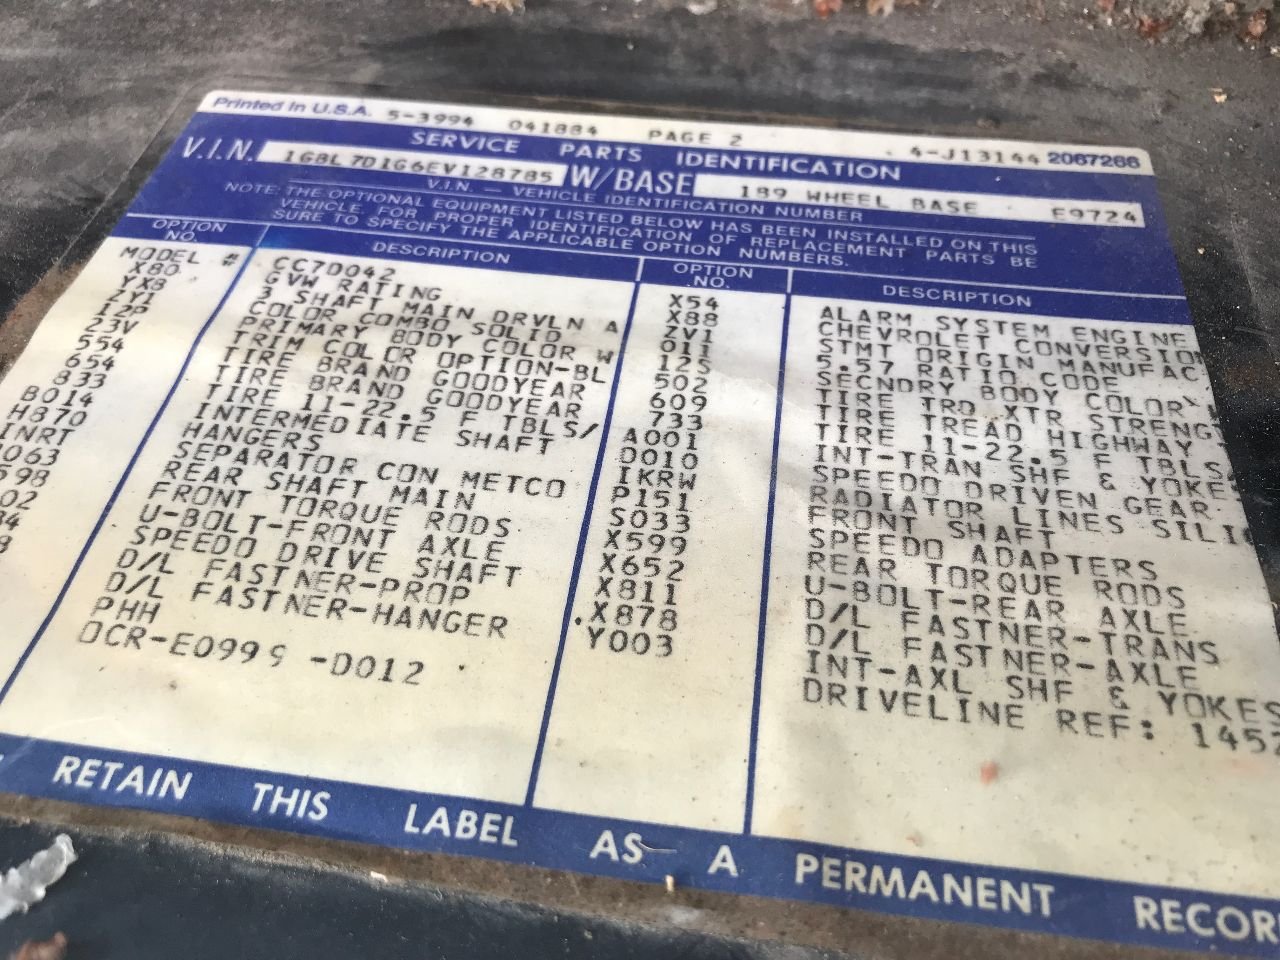 Printed in U.S.A. 5-3994 041884 PAGE 2 4-J13144 2067266
SERVICE PARTS IDENTIFICATION
V.I.N. 1G8L7D1G6EV128785 W/BASE 189 WHEEL BASE E9724
V.I.N. — VEHICLE IDENTIFICATION NUMBER
NOTE: THE OPTIONAL EQUIPMENT LISTED BELOW HAS BEEN INSTALLED ON THIS
VEHICLE FOR PROPER IDENTIFICATION OF REPLACEMENT PARTS BE
SURE TO SPECIFY THE APPLICABLE OPTION NUMBERS.
OPTION NO. DESCRIPTION OPTION NO. DESCRIPTION
MODEL # CC7D042
X80 GVW RATING
YX8 3 SHAFT MAIN DRVLN A
ZY1 COLOR COMBO SOLID
12P PRIMARY BODY COLOR W
23V TRIM COLOR OPTION-BL
554 TIRE BRAND GOODYEAR
654 TIRE BRAND GOODYEAR
833 TIRE 11-22.5 F TBLS/
B014 INTERMEDIATE SHAFT
H870 HANGERS
INRT SEPARATOR CON METCO
063 REAR SHAFT MAIN
598 FRONT TORQUE RODS
02 U-BOLT-FRONT AXLE
SPEEDO DRIVE SHAFT
D/L FASTNER-PROP
D/L FASTNER-HANGER
PHH
OCR-E0999 -D012
X54 ALARM SYSTEM ENGINE
X88 CHEVROLET CONVERSION
ZV1 STMT ORIGIN MANUFAC
011 5.57 RATIO CODE
12S SECNDRY BODY COLOR
502 TIRE TRD XTR STRENG
609 TIRE TREAD HIGHWAY
733 TIRE 11-22.5 F TBLS
A001 INT-TRAN SHF & YOKE
D010 SPEEDO DRIVEN GEAR
IKRW RADIATOR LINES SILI
P151 FRONT SHAFT
S033 SPEEDO ADAPTERS
X599 REAR TORQUE RODS
X652 U-BOLT-REAR AXLE
X811 D/L FASTNER-TRANS
X878 D/L FASTNER-AXLE
Y003 INT-AXL SHF & YOKES
DRIVELINE REF: 1452
RETAIN THIS LABEL AS A PERMANENT RECOR